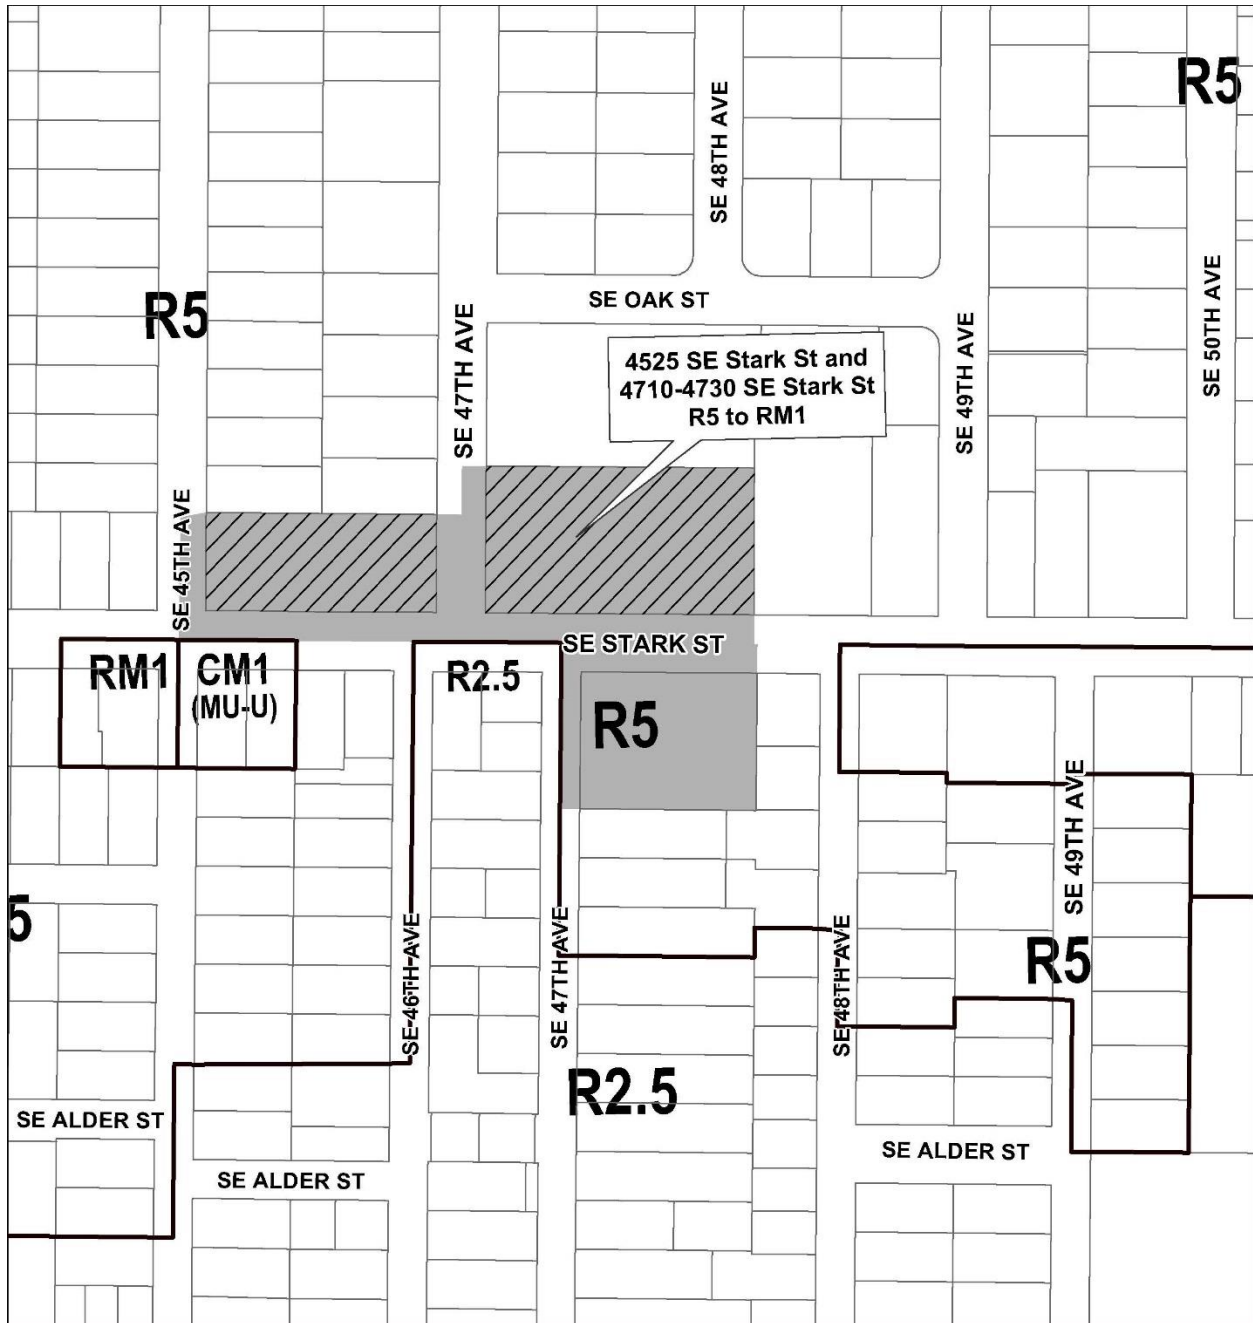 R5
SE 48TH AVE
SE OAK ST
R5
SE 47TH AVE
SE 50TH AVE
SE 49TH AVE
4525 SE Stark St and
4710-4730 SE Stark St
R5 to RM1
SE 45TH AVE
SE STARK ST
RM1
CM1
(MU-U)
R2.5
R5
SE 49TH AVE
5
SE 46TH AVE
SE 47TH AVE
SE 48TH AVE
R5
R2.5
SE ALDER ST
SE ALDER ST
SE ALDER ST